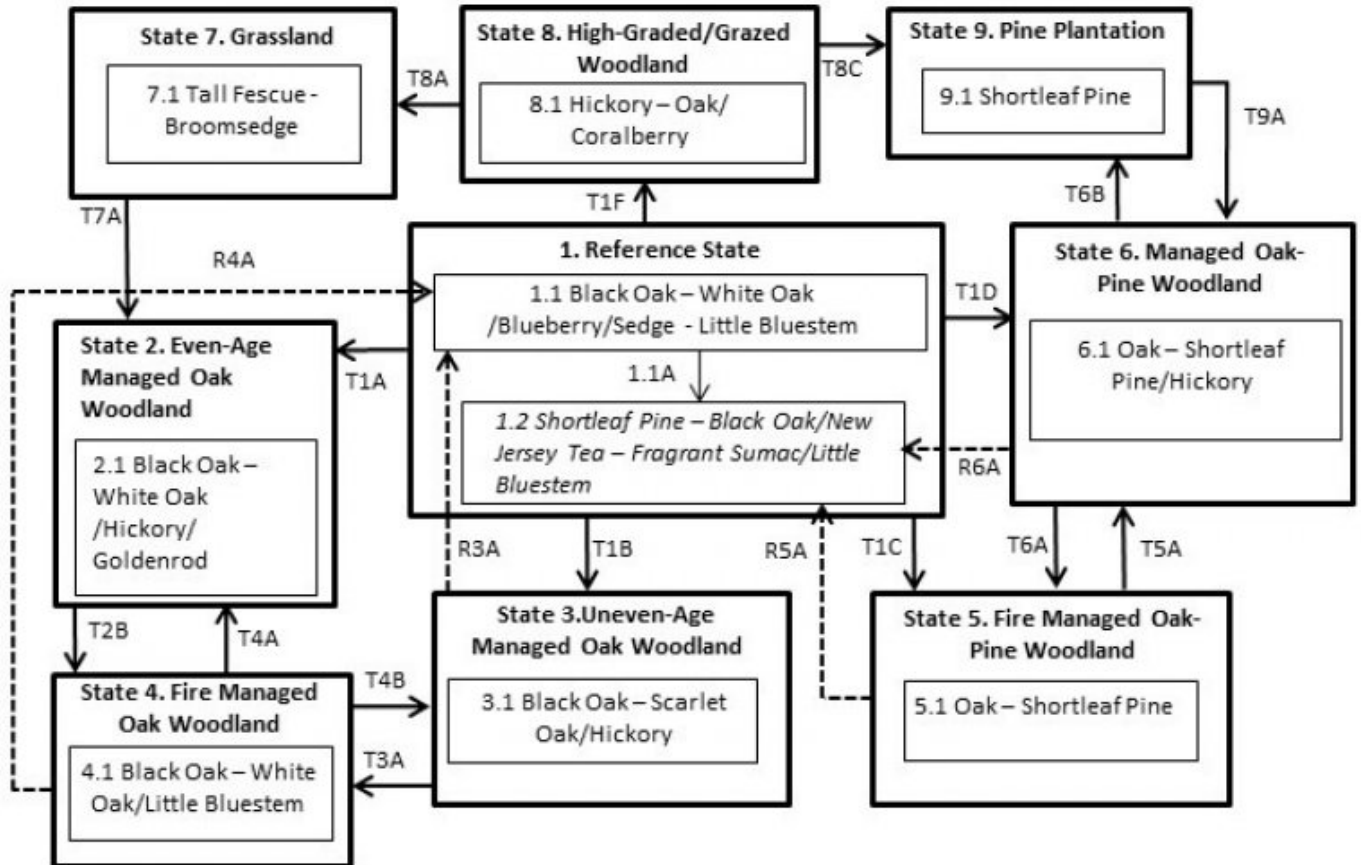 State 7. Grassland
7.1 Tall Fescue -
Broomsedge
T8A
State 8. High-Graded/Grazed
Woodland
8.1 Hickory – Oak/
Coralberry
T8C
State 9. Pine Plantation
9.1 Shortleaf Pine
T9A
T7A
T1F
T6B
R4A
1. Reference State
1.1 Black Oak – White Oak
/Blueberry/Sedge - Little Bluestem
1.1A
1.2 Shortleaf Pine – Black Oak/New
Jersey Tea – Fragrant Sumac/Little
Bluestem
T1D
State 6. Managed Oak-
Pine Woodland
6.1 Oak – Shortleaf
Pine/Hickory
R6A
State 2. Even-Age
Managed Oak
Woodland
2.1 Black Oak –
White Oak
/Hickory/
Goldenrod
T1A
R3A
T1B
R5A
T1C
T6A
T5A
T2B
T4A
State 3.Uneven-Age
Managed Oak Woodland
3.1 Black Oak – Scarlet
Oak/Hickory
State 5. Fire Managed Oak-
Pine Woodland
5.1 Oak – Shortleaf Pine
State 4. Fire Managed
Oak Woodland
4.1 Black Oak – White
Oak/Little Bluestem
T4B
T3A